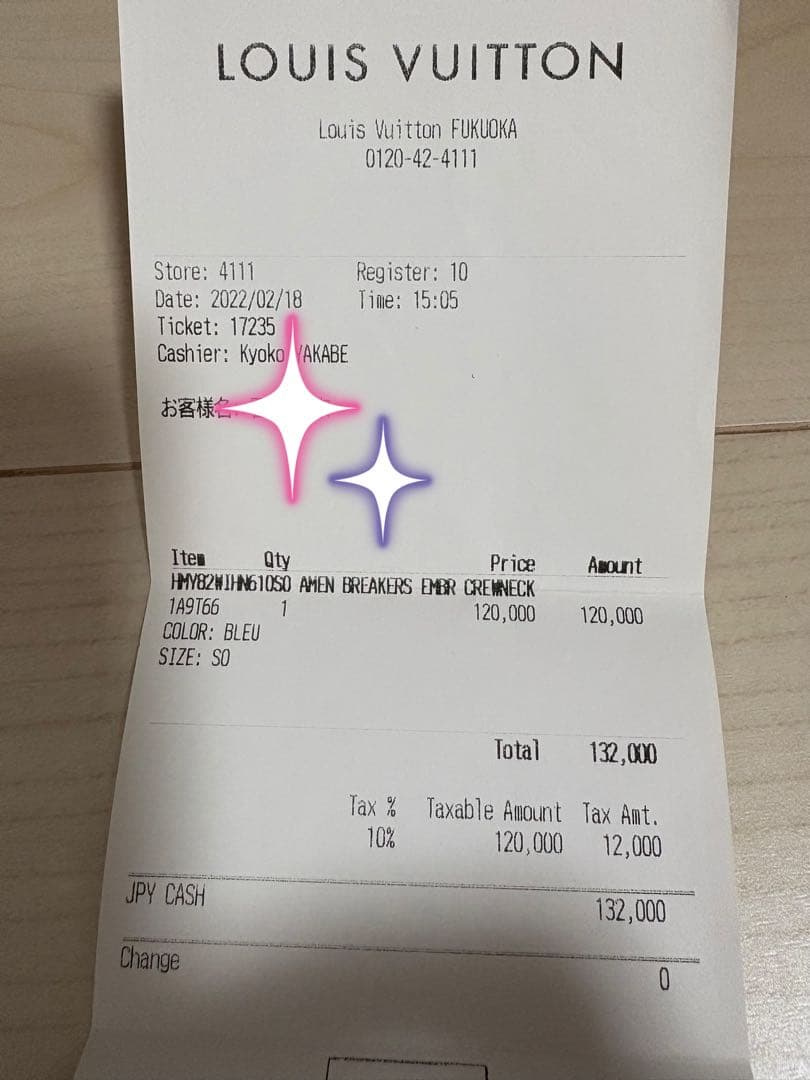 LOUIS VUITTON
Louis Vuitton FUKUOKA
0120-42-4111
Store: 4111 Register: 10
Date: 2022/02/18 Time: 15:05
Ticket: 17235
Cashier: Kyoko
お客様名
Item Qty Price Amount
HMY82WIHN610S0 AMEN BREAKERS EMBR CREWNECK
1A9T66 1 120,000 120,000
COLOR: BLEU
SIZE: S0
Total 132,000
Tax % Taxable Amount Tax Amt.
10% 120,000 12,000
JPY CASH 132,000
Change 0